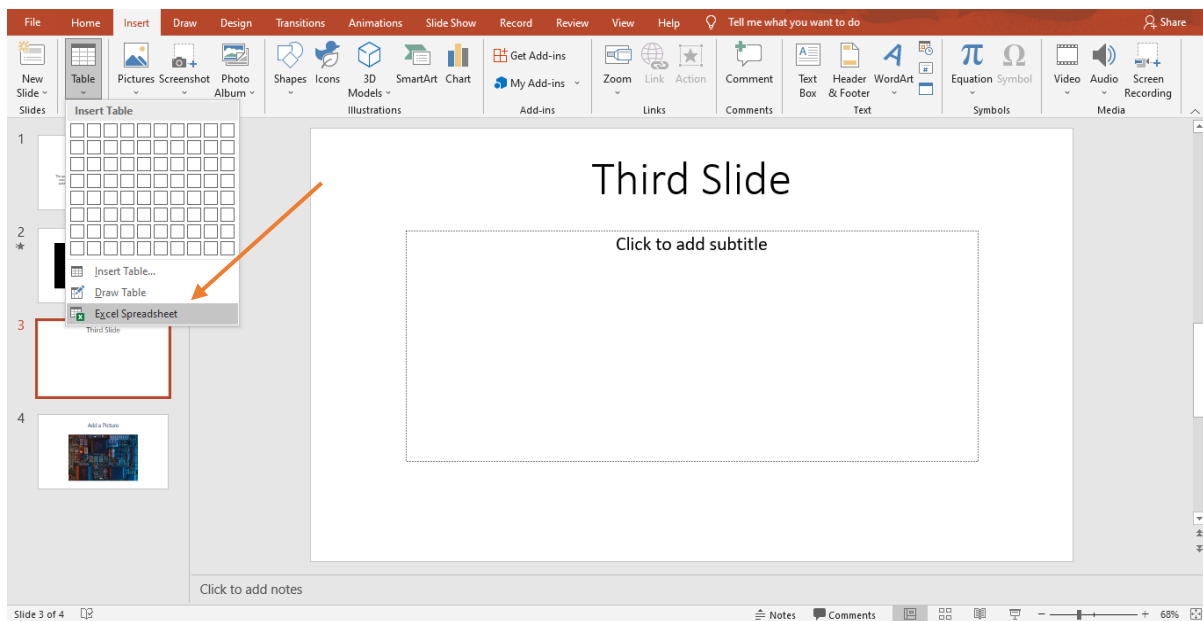 File Home Insert Draw Design Transitions Animations Slide Show Record Review View Help Tell me what you want to do Share
New Slide
Table
Pictures
Screenshot
Photo Album
Shapes
Icons
3D Models
SmartArt
Chart
Get Add-ins
My Add-ins
Zoom
Link
Action
Comment
Text Box
Header & Footer
WordArt
Equation
Symbol
Video
Audio
Screen Recording
Slides
Illustrations
Add-ins
Links
Comments
Text
Symbols
Media
Insert Table
Insert Table...
Draw Table
Excel Spreadsheet
1
2
3
Third Slide
4
Add a Picture
Third Slide
Click to add subtitle
Click to add notes
Slide 3 of 4
Notes
Comments
68%